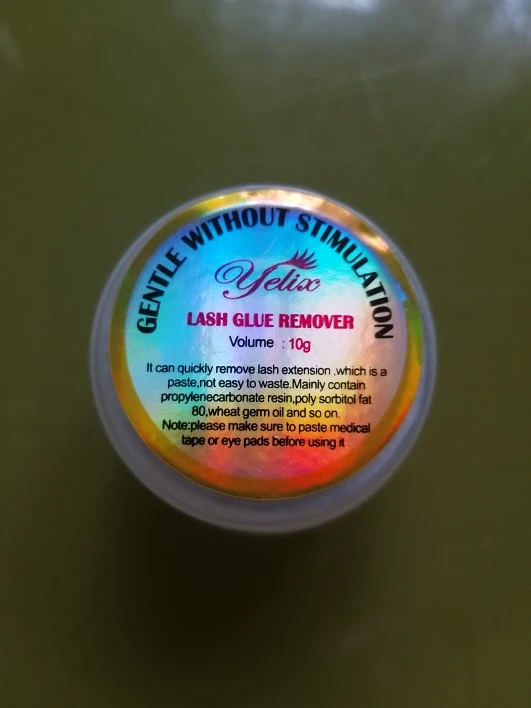 GENTLE WITHOUT STIMULATION
Yelix
LASH GLUE REMOVER
Volume : 10g
It can quickly remove lash extension ,which is a
paste,not easy to waste.Mainly contain
propylenecarbonate resin,poly sorbitol fat
80,wheat germ oil and so on.
Note:please make sure to paste medical
tape or eye pads before using it